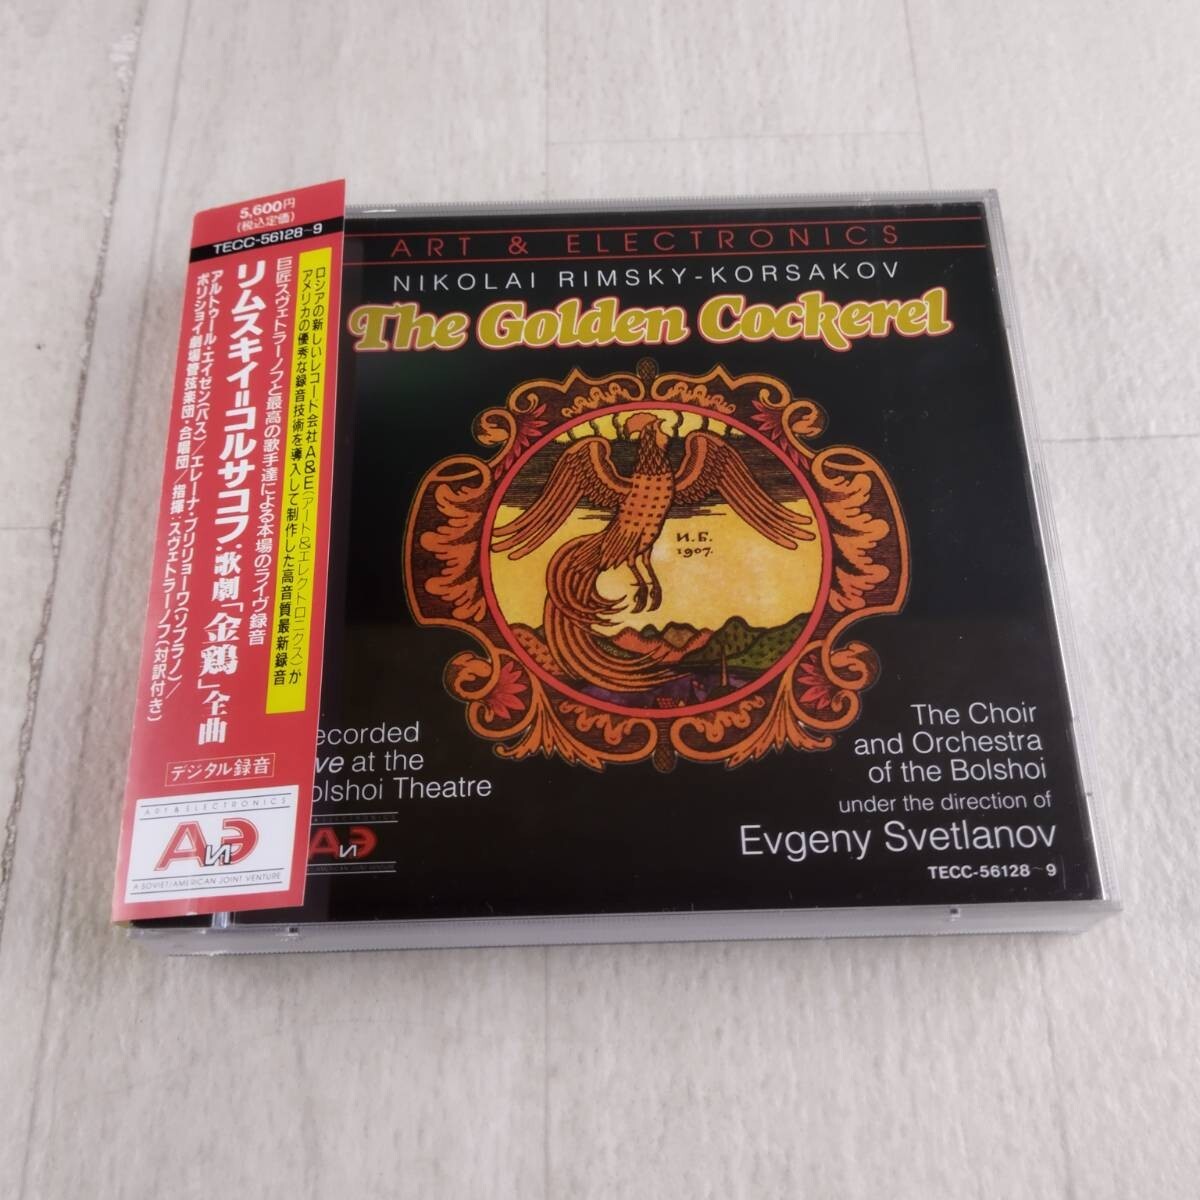 5,600円
(税込定価)
TECC-56128~9
ロシアの新しいレコード会社A&E(アート&エレクトロニクス)が
アメリカの優秀な録音技術を導入して制作した高音質最新録音
巨匠スヴェトラーノフと最高の歌手達による本場のライヴ録音
リムスキイ=コルサコフ:歌劇「金鶏」全曲
アルトゥール・エイゼン(バス)/エレーナ・ブリリョーワ(ソプラノ)/
ボリショイ劇場管弦楽団・合唱団/指揮:スヴェトラーノフ(対訳付き)
デジタル録音
ART & ELECTRONICS
AиЭ
A SOVIET/AMERICAN JOINT VENTURE
ART & ELECTRONICS
NIKOLAI RIMSKY-KORSAKOV
The Golden Cockerel
И.Б.
1907.
ecorded
ve at the
olshoi Theatre
AиЭ
AMERICAN JOINT VENTURE
The Choir
and Orchestra
of the Bolshoi
under the direction of
Evgeny Svetlanov
TECC-56128~9